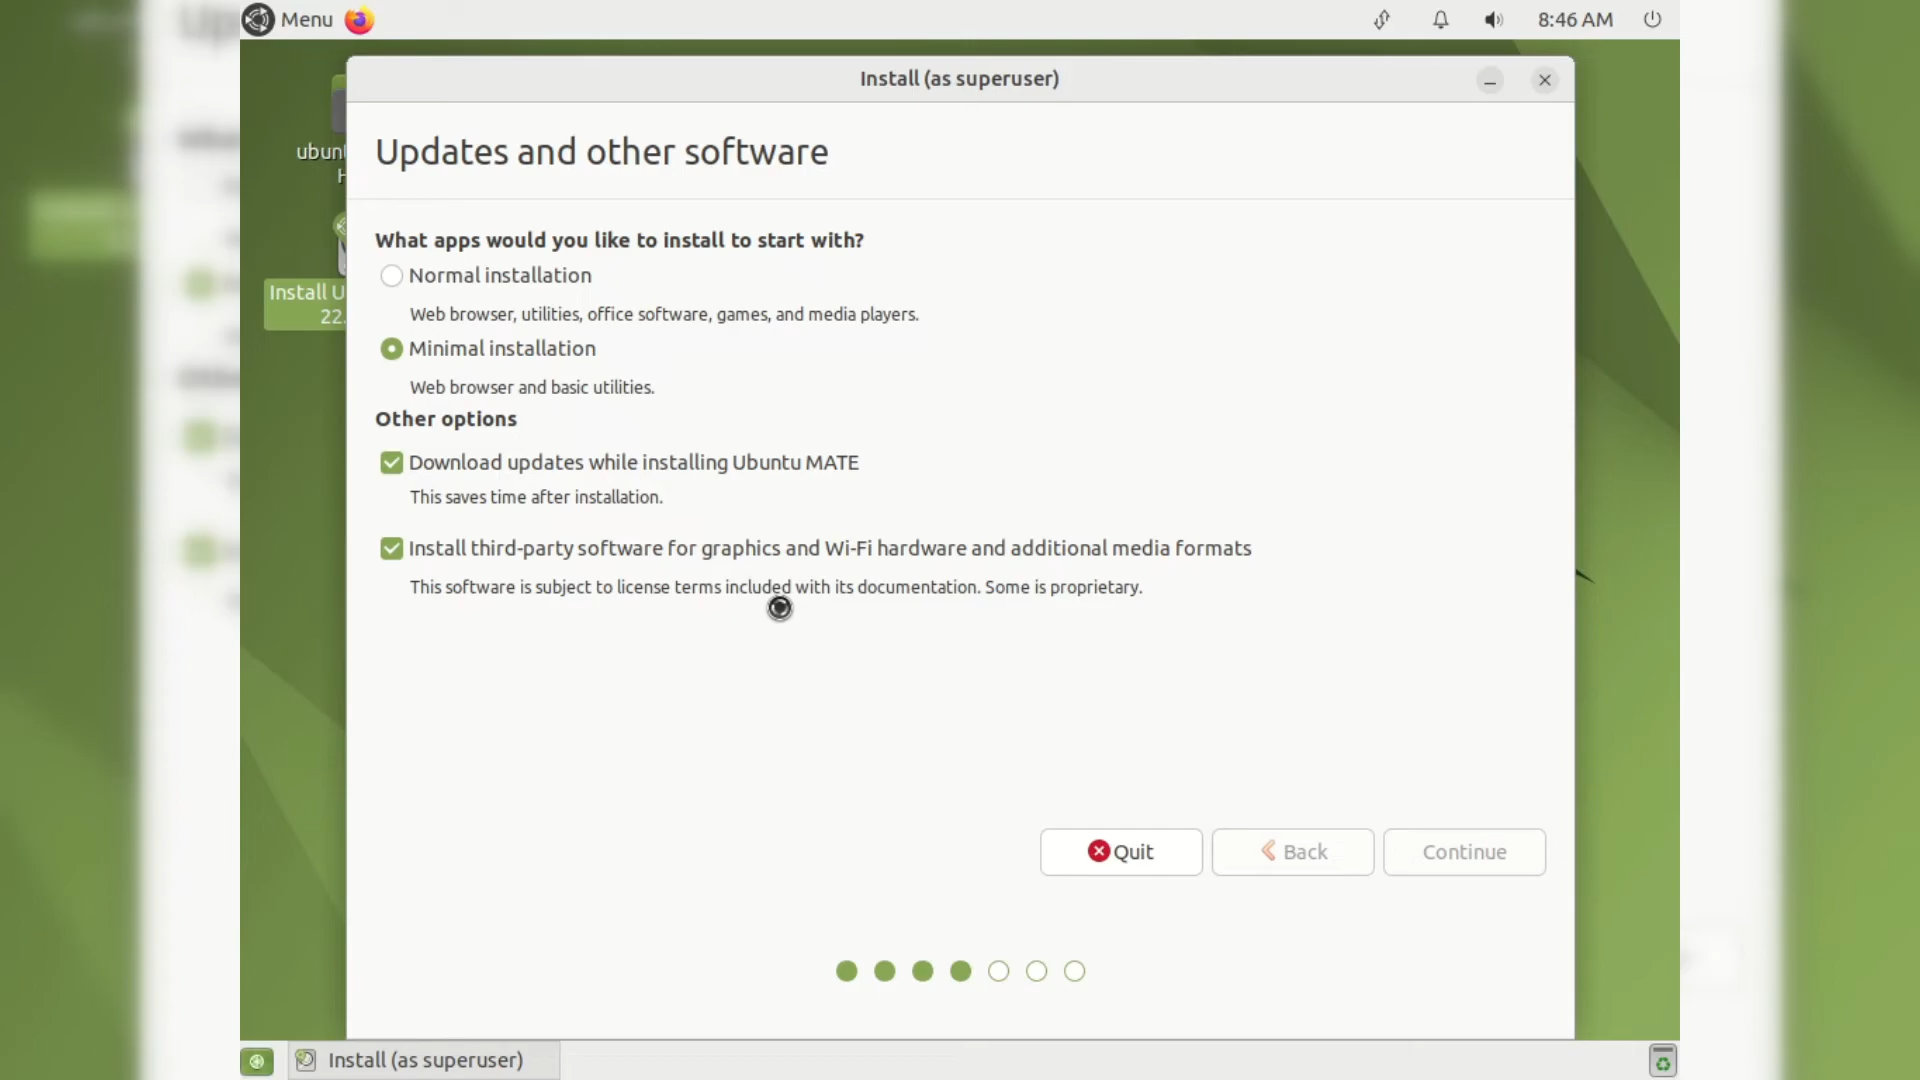 Menu
8:46 AM
Install (as superuser)
ubunt
H
Install U
22.
Updates and other software
What apps would you like to install to start with?
Normal installation
Web browser, utilities, office software, games, and media players.
Minimal installation
Web browser and basic utilities.
Other options
Download updates while installing Ubuntu MATE
This saves time after installation.
Install third-party software for graphics and Wi-Fi hardware and additional media formats
This software is subject to license terms included with its documentation. Some is proprietary.
Quit
Back
Continue
Install (as superuser)